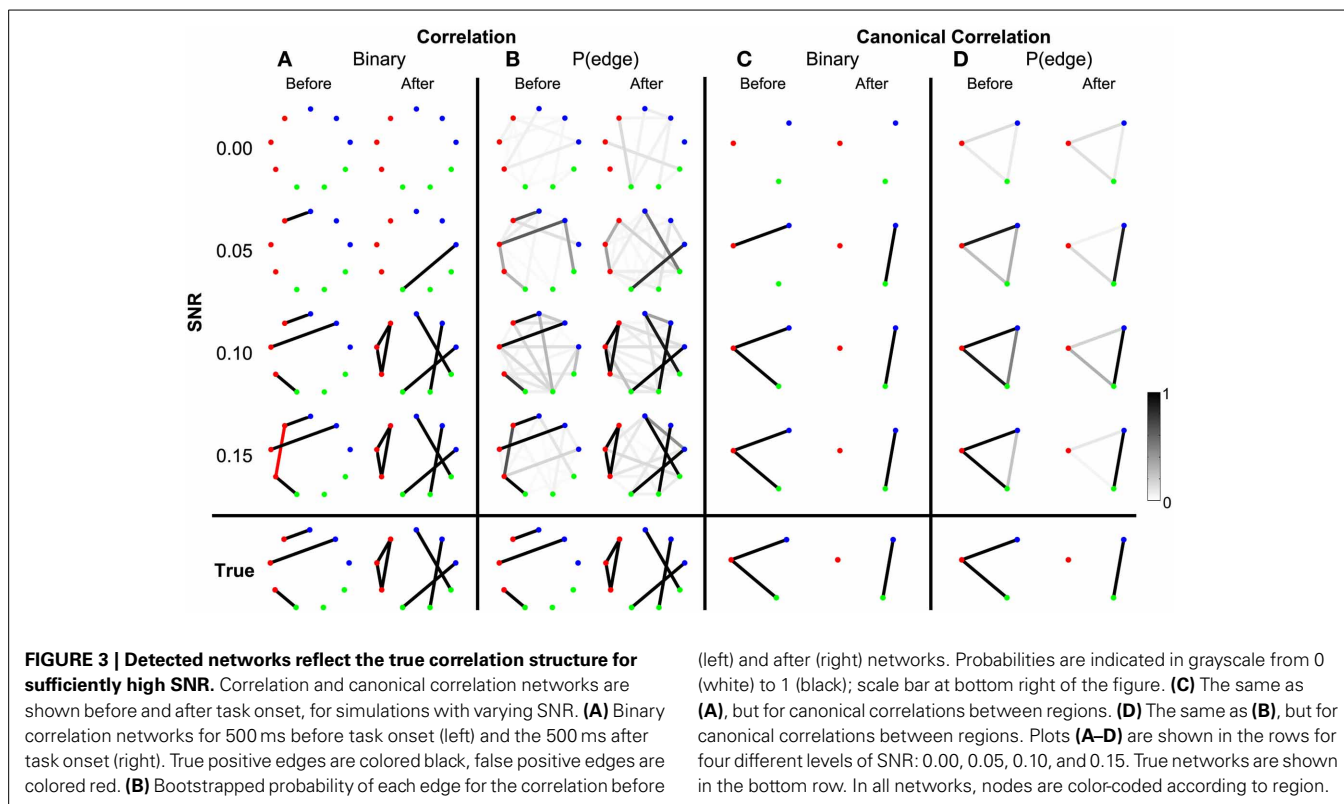 Correlation
Canonical Correlation
A Binary
B P(edge)
C Binary
D P(edge)
Before After
Before After
Before After
Before After
SNR
0.00
0.05
0.10
0.15
True
1
0
FIGURE 3 | Detected networks reflect the true correlation structure for
sufficiently high SNR. Correlation and canonical correlation networks are
shown before and after task onset, for simulations with varying SNR. (A) Binary
correlation networks for 500 ms before task onset (left) and the 500 ms after
task onset (right). True positive edges are colored black, false positive edges are
colored red. (B) Bootstrapped probability of each edge for the correlation before
(left) and after (right) networks. Probabilities are indicated in grayscale from 0
(white) to 1 (black); scale bar at bottom right of the figure. (C) The same as
(A), but for canonical correlations between regions. (D) The same as (B), but for
canonical correlations between regions. Plots (A–D) are shown in the rows for
four different levels of SNR: 0.00, 0.05, 0.10, and 0.15. True networks are shown
in the bottom row. In all networks, nodes are color-coded according to region.